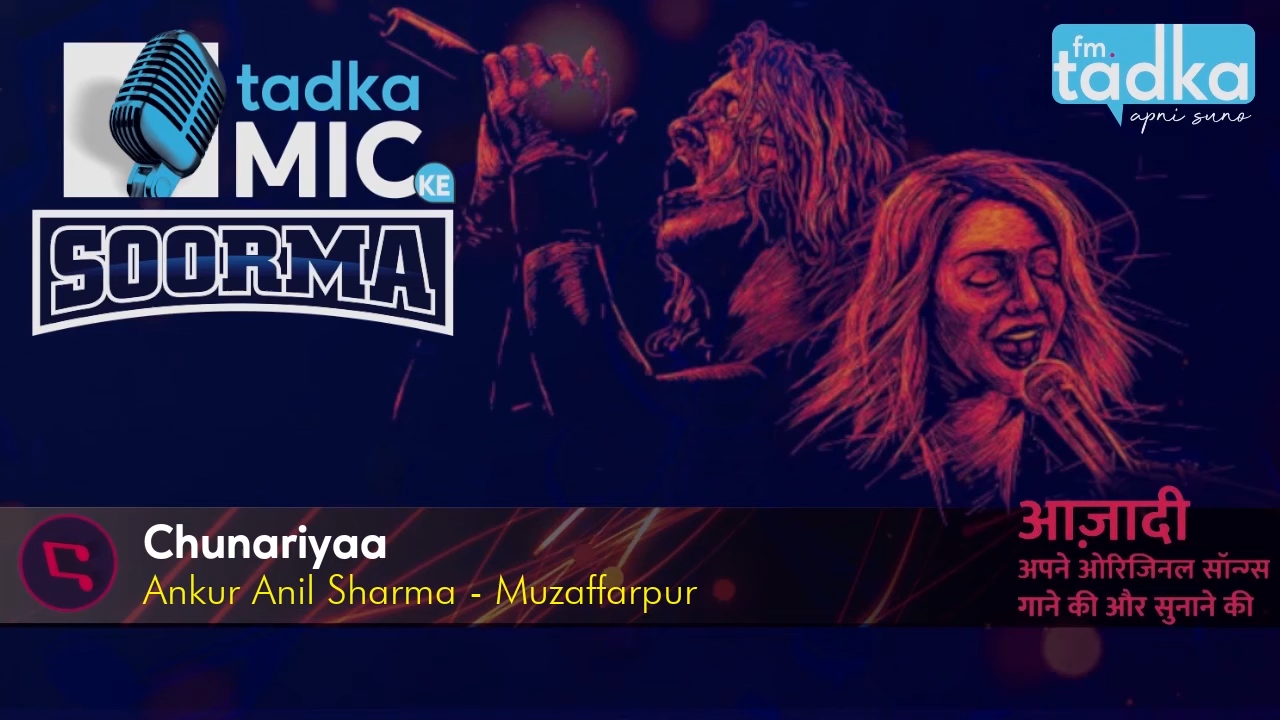 tadka
MIC KE
SOORMA
fm.
tadka
apni suno
Chunariyaa
Ankur Anil Sharma - Muzaffarpur
आज़ादी
अपने ओरिजिनल सॉन्ग्स
गाने की और सुनाने की